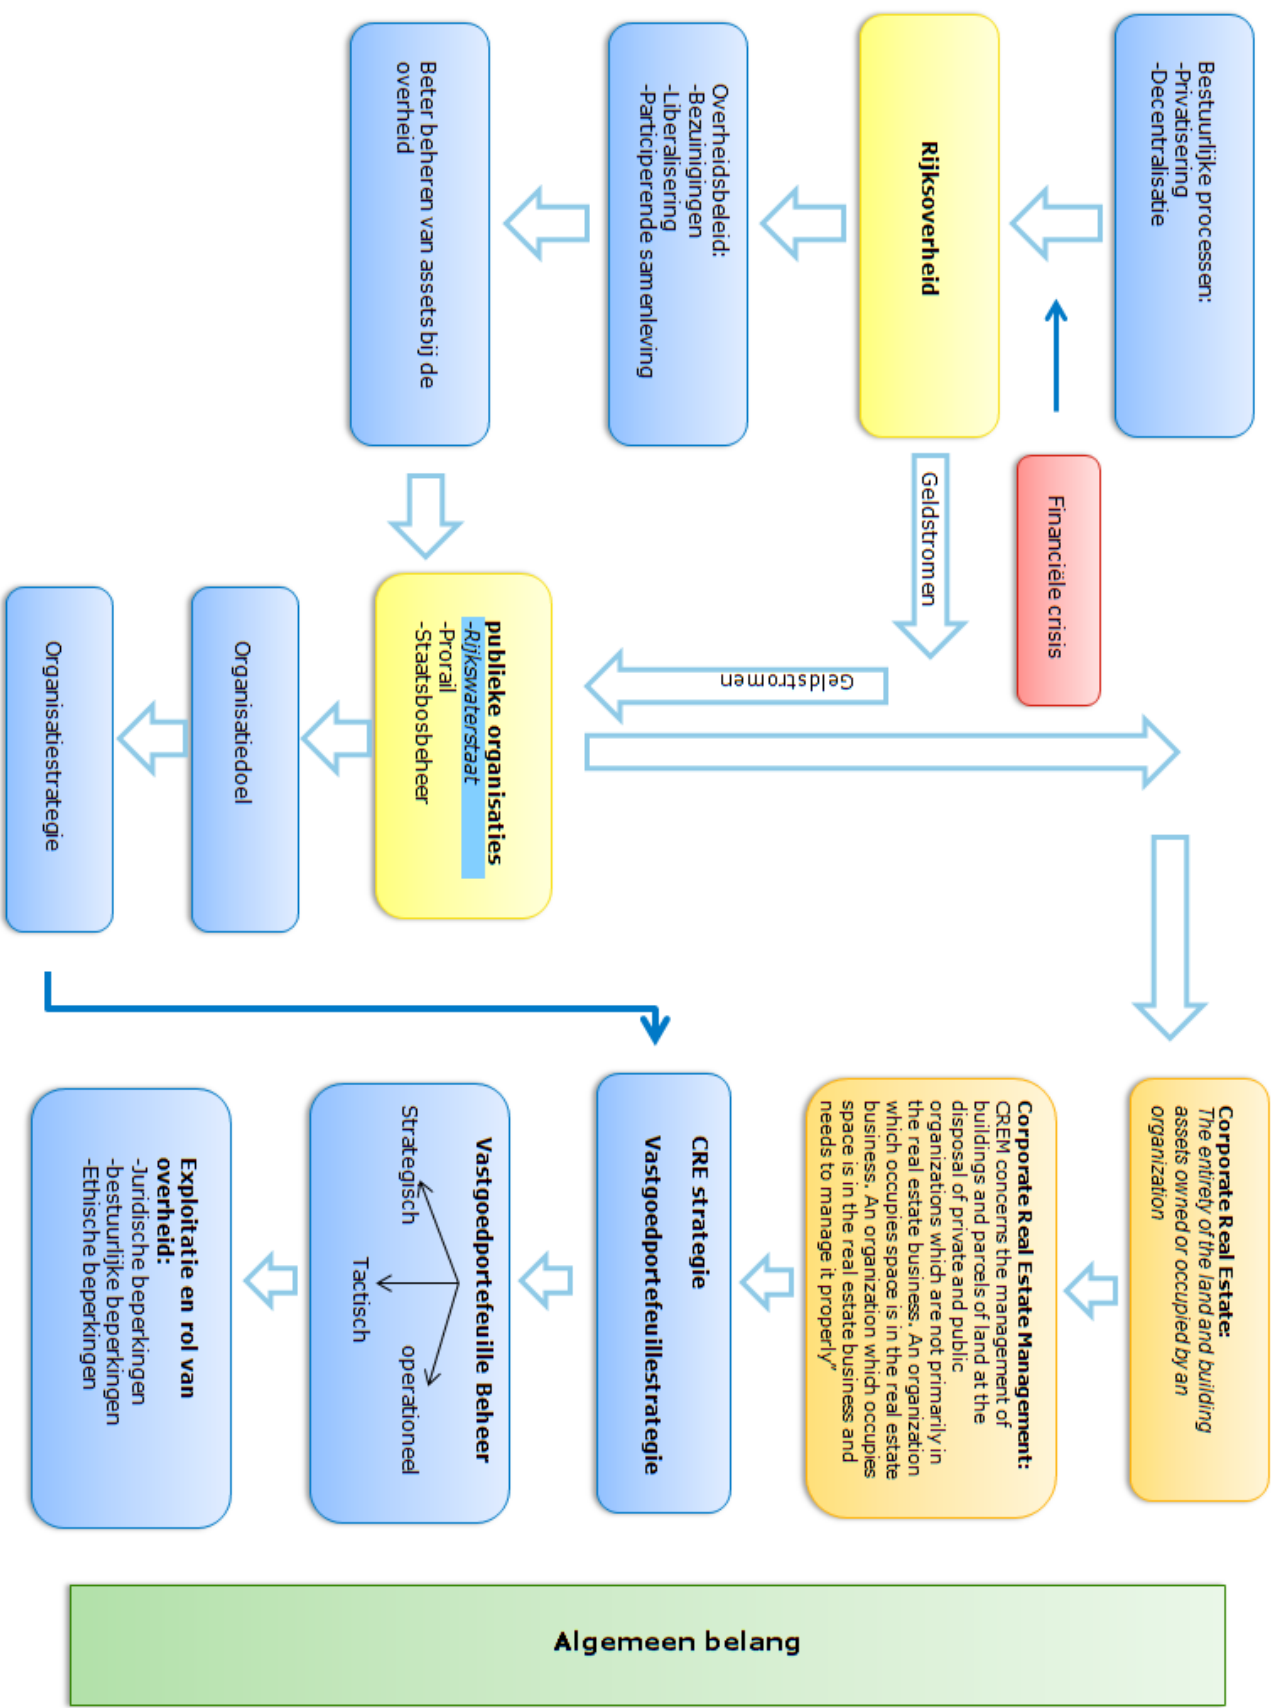 Bestuurlijke processen:
-Privatisering
-Decentralisatie
Rijksoverheid
Overheidsbeleid:
-Bezuinigingen
-Liberalisering
-Participerende samenleving
Beter beheren van assets bij de
overheid
Financiële crisis
Geldstromen
Geldstromen
publieke organisaties
-Rijkswaterstaat
-Prorail
-Staatsbosbeheer
Organisatiedoel
Organisatiestrategie
Corporate Real Estate:
The entirety of the land and building
assets owned or occupied by an
organization
Corporate Real Estate Management:
CREM concerns the management of
buildings and parcels of land at the
disposal of private and public
organizations which are not primarily in
the real estate business. An organization
which occupies space is in the real estate
business. An organization which occupies
space is in the real estate business and
needs to manage it properly”
CRE strategie
Vastgoedportefeuillestrategie
Vastgoedportefeuille Beheer
Strategisch
operationeel
Tactisch
Exploitatie en rol van
overheid:
-Juridische beperkingen
-bestuurlijke beperkingen
-Ethische beperkingen
Algemeen belang